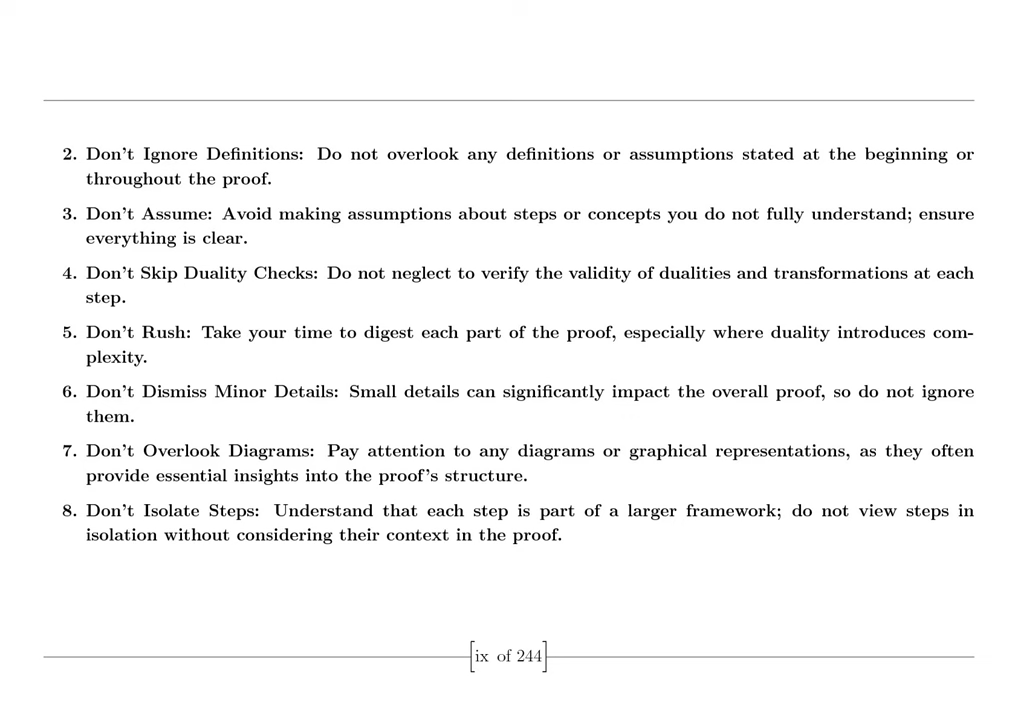 2. Don’t Ignore Definitions: Do not overlook any definitions or assumptions stated at the beginning or
throughout the proof.
3. Don’t Assume: Avoid making assumptions about steps or concepts you do not fully understand; ensure
everything is clear.
4. Don’t Skip Duality Checks: Do not neglect to verify the validity of dualities and transformations at each
step.
5. Don’t Rush: Take your time to digest each part of the proof, especially where duality introduces com-
plexity.
6. Don’t Dismiss Minor Details: Small details can significantly impact the overall proof, so do not ignore
them.
7. Don’t Overlook Diagrams: Pay attention to any diagrams or graphical representations, as they often
provide essential insights into the proof’s structure.
8. Don’t Isolate Steps: Understand that each step is part of a larger framework; do not view steps in
isolation without considering their context in the proof.
[ix of 244]